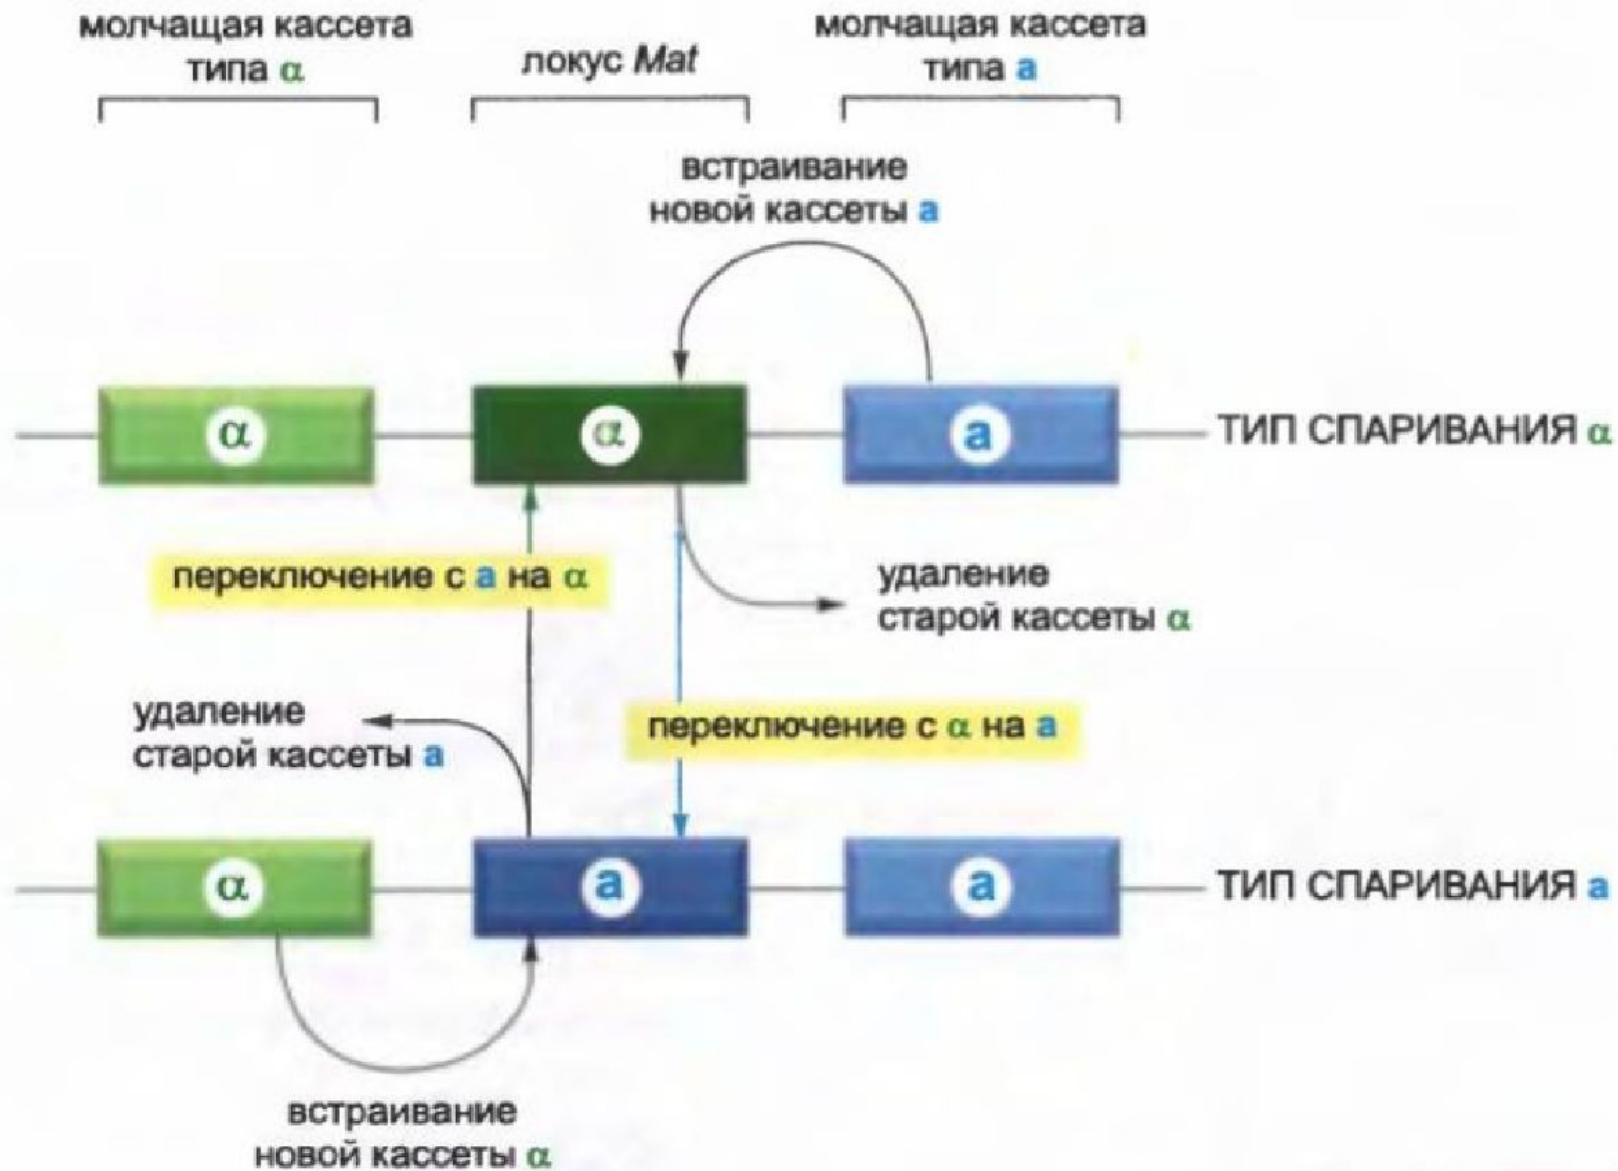 молчащая кассета
типа α
локус Mat
молчащая кассета
типа a
встраивание
новой кассеты a
α
α
a
ТИП СПАРИВАНИЯ α
переключение с a на α
удаление
старой кассеты α
удаление
старой кассеты a
переключение с α на a
α
a
a
ТИП СПАРИВАНИЯ a
встраивание
новой кассеты α